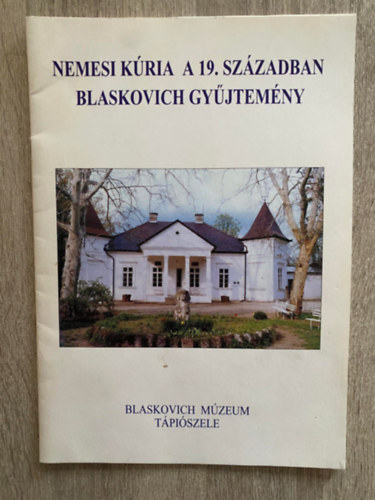 NEMESI KÚRIA A 19. SZÁZADBAN
BLASKOVICH GYŰJTEMÉNY
BLASKOVICH MÚZEUM
TÁPIÓSZELE